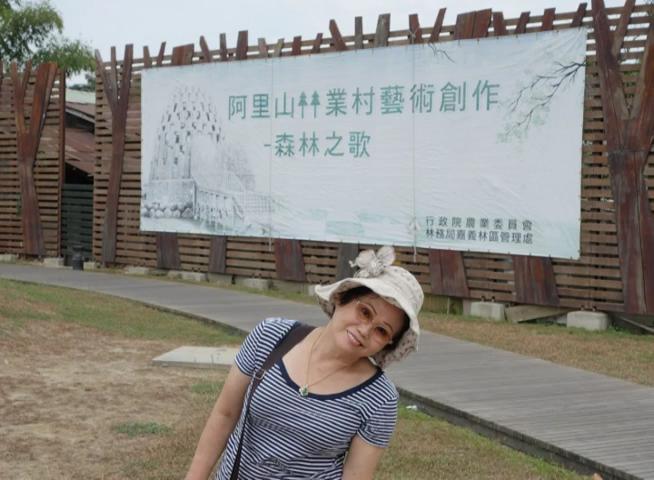 阿里山林業村藝術創作
-森林之歌
行政院農業委員會
林務局嘉義林區管理處